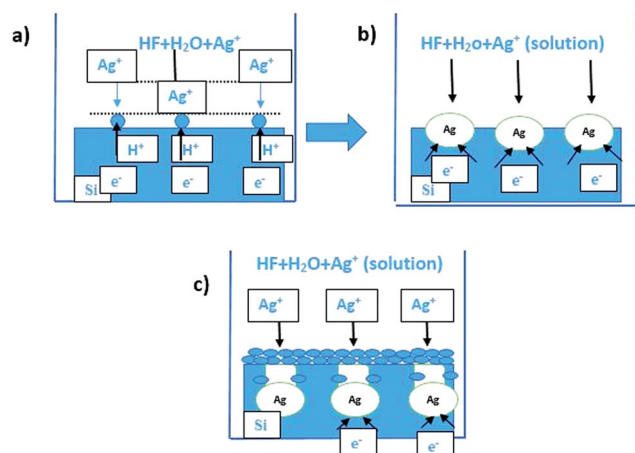 a)
HF+H₂O+Ag⁺
Ag⁺
Ag⁺
Ag⁺
H⁺
H⁺
H⁺
Si
e⁻
e⁻
e⁻
b)
HF+H₂o+Ag⁺ (solution)
Ag
Ag
Ag
Si
e⁻
e⁻
e⁻
c)
HF+H₂O+Ag⁺ (solution)
Ag⁺
Ag⁺
Ag⁺
Ag
Ag
Ag
Si
e⁻
e⁻